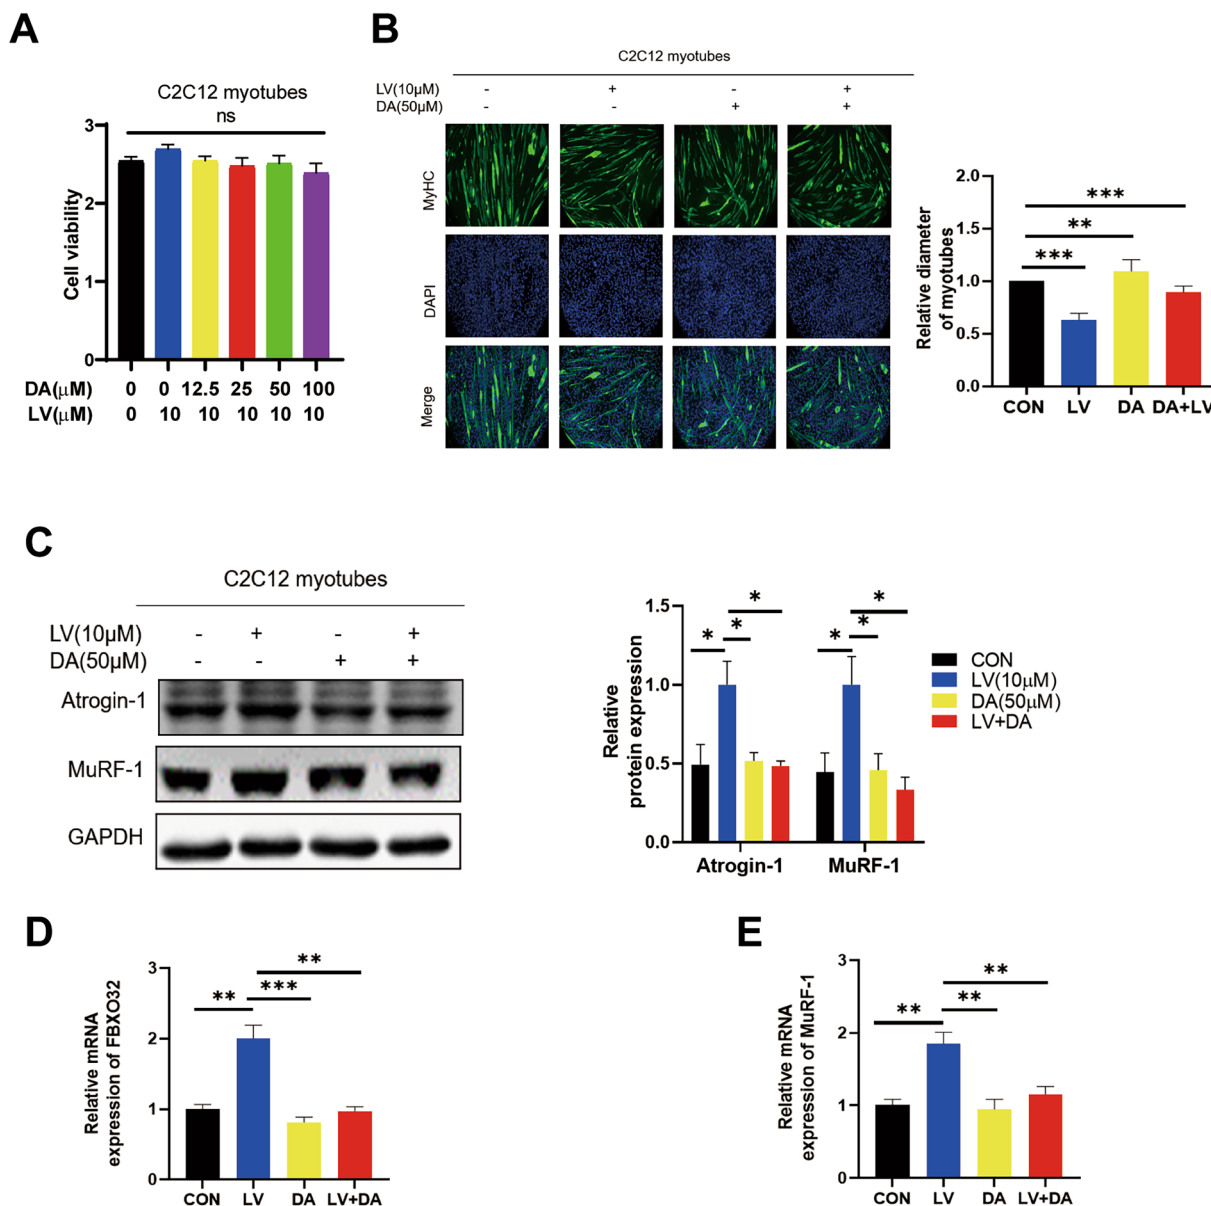 A
C2C12 myotubes
ns
Cell viability
3
2
1
0
DA(μM) 0 0 12.5 25 50 100
LV(μM) 0 10 10 10 10 10
B
C2C12 myotubes
LV(10μM) - + - +
DA(50μM) - - + +
MyHC
DAPI
Merge
Relative diameter
of myotubes
2.0
1.5
1.0
0.5
0.0
***
**
***
CON LV DA DA+LV
C
C2C12 myotubes
LV(10μM) - + - +
DA(50μM) - - + +
Atrogin-1
MuRF-1
GAPDH
Relative
protein expression
1.5
1.0
0.5
0.0
* * *
* * *
Atrogin-1 MuRF-1
CON
LV(10μM)
DA(50μM)
LV+DA
D
Relative mRNA
expression of FBXO32
3
2
1
0
**
***
**
CON LV DA LV+DA
E
Relative mRNA
expression of MuRF-1
3
2
1
0
**
**
**
CON LV DA LV+DA